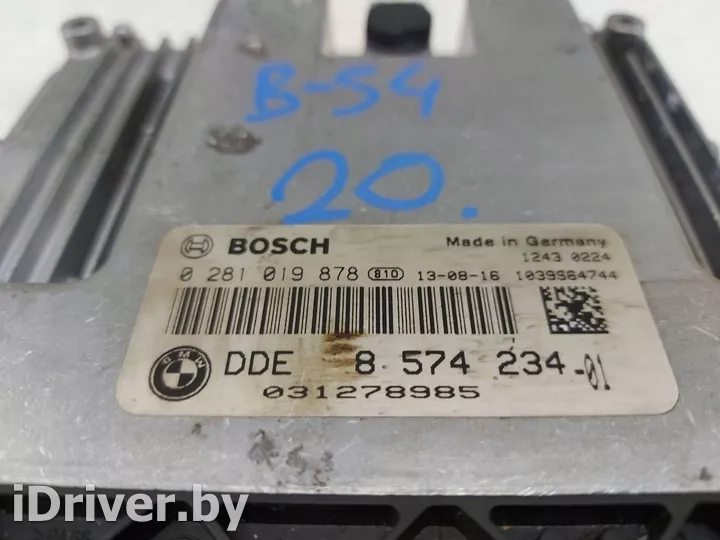 B-54
20.
BOSCH
Made in Germany
1243 0224
0 281 019 878 810 13-08-16 1039S64744
BMW
DDE 8 574 234-01
031278985
iDriver.by